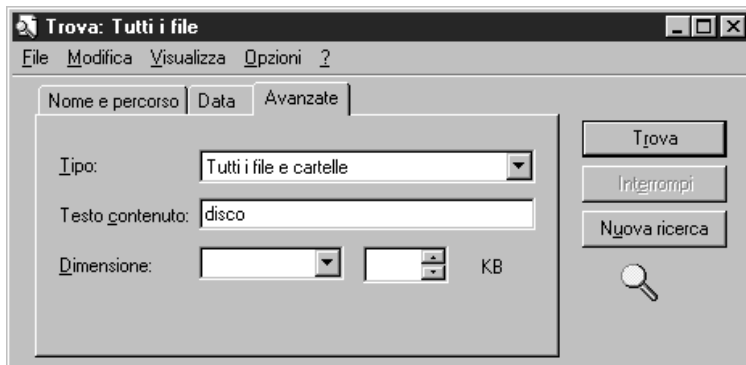 Trova: Tutti i file
File Modifica Visualizza Opzioni ?
Nome e percorso Data Avanzate
Tipo: Tutti i file e cartelle
Testo contenuto: disco
Dimensione: KB
Trova
Interrompi
Nuova ricerca